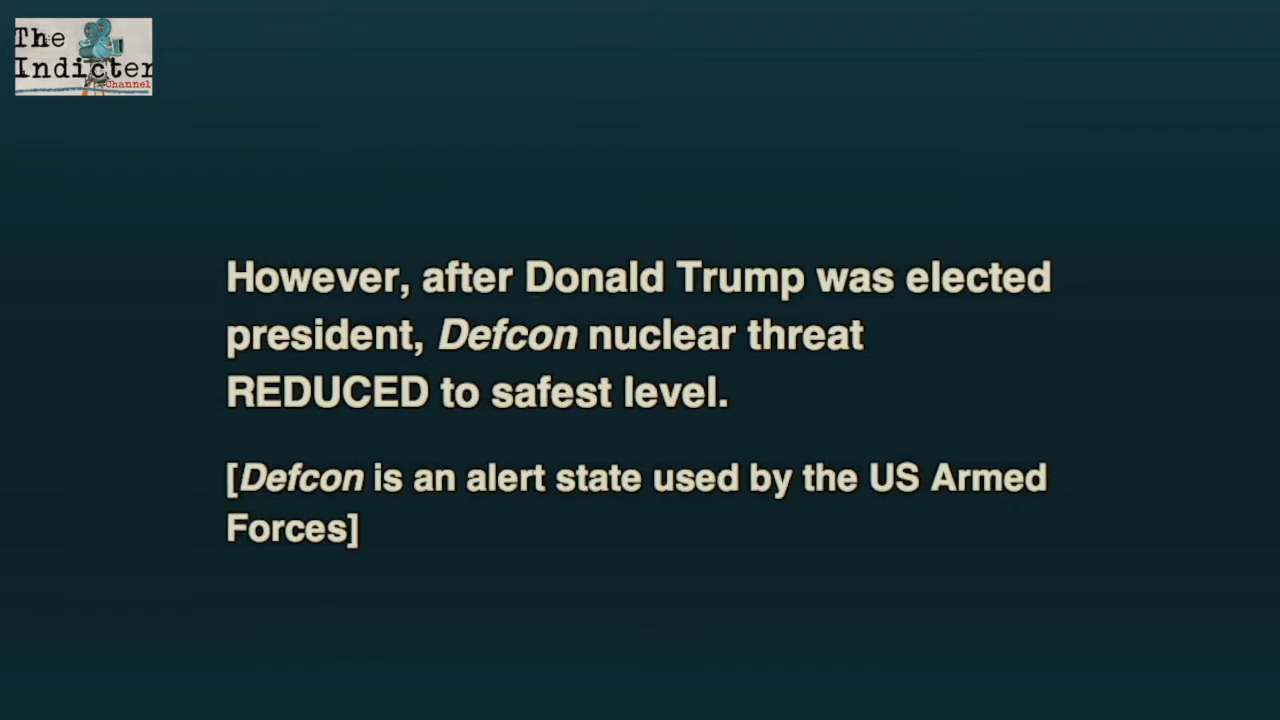 The
Indicter
Channel
However, after Donald Trump was elected
president, Defcon nuclear threat
REDUCED to safest level.
[Defcon is an alert state used by the US Armed
Forces]